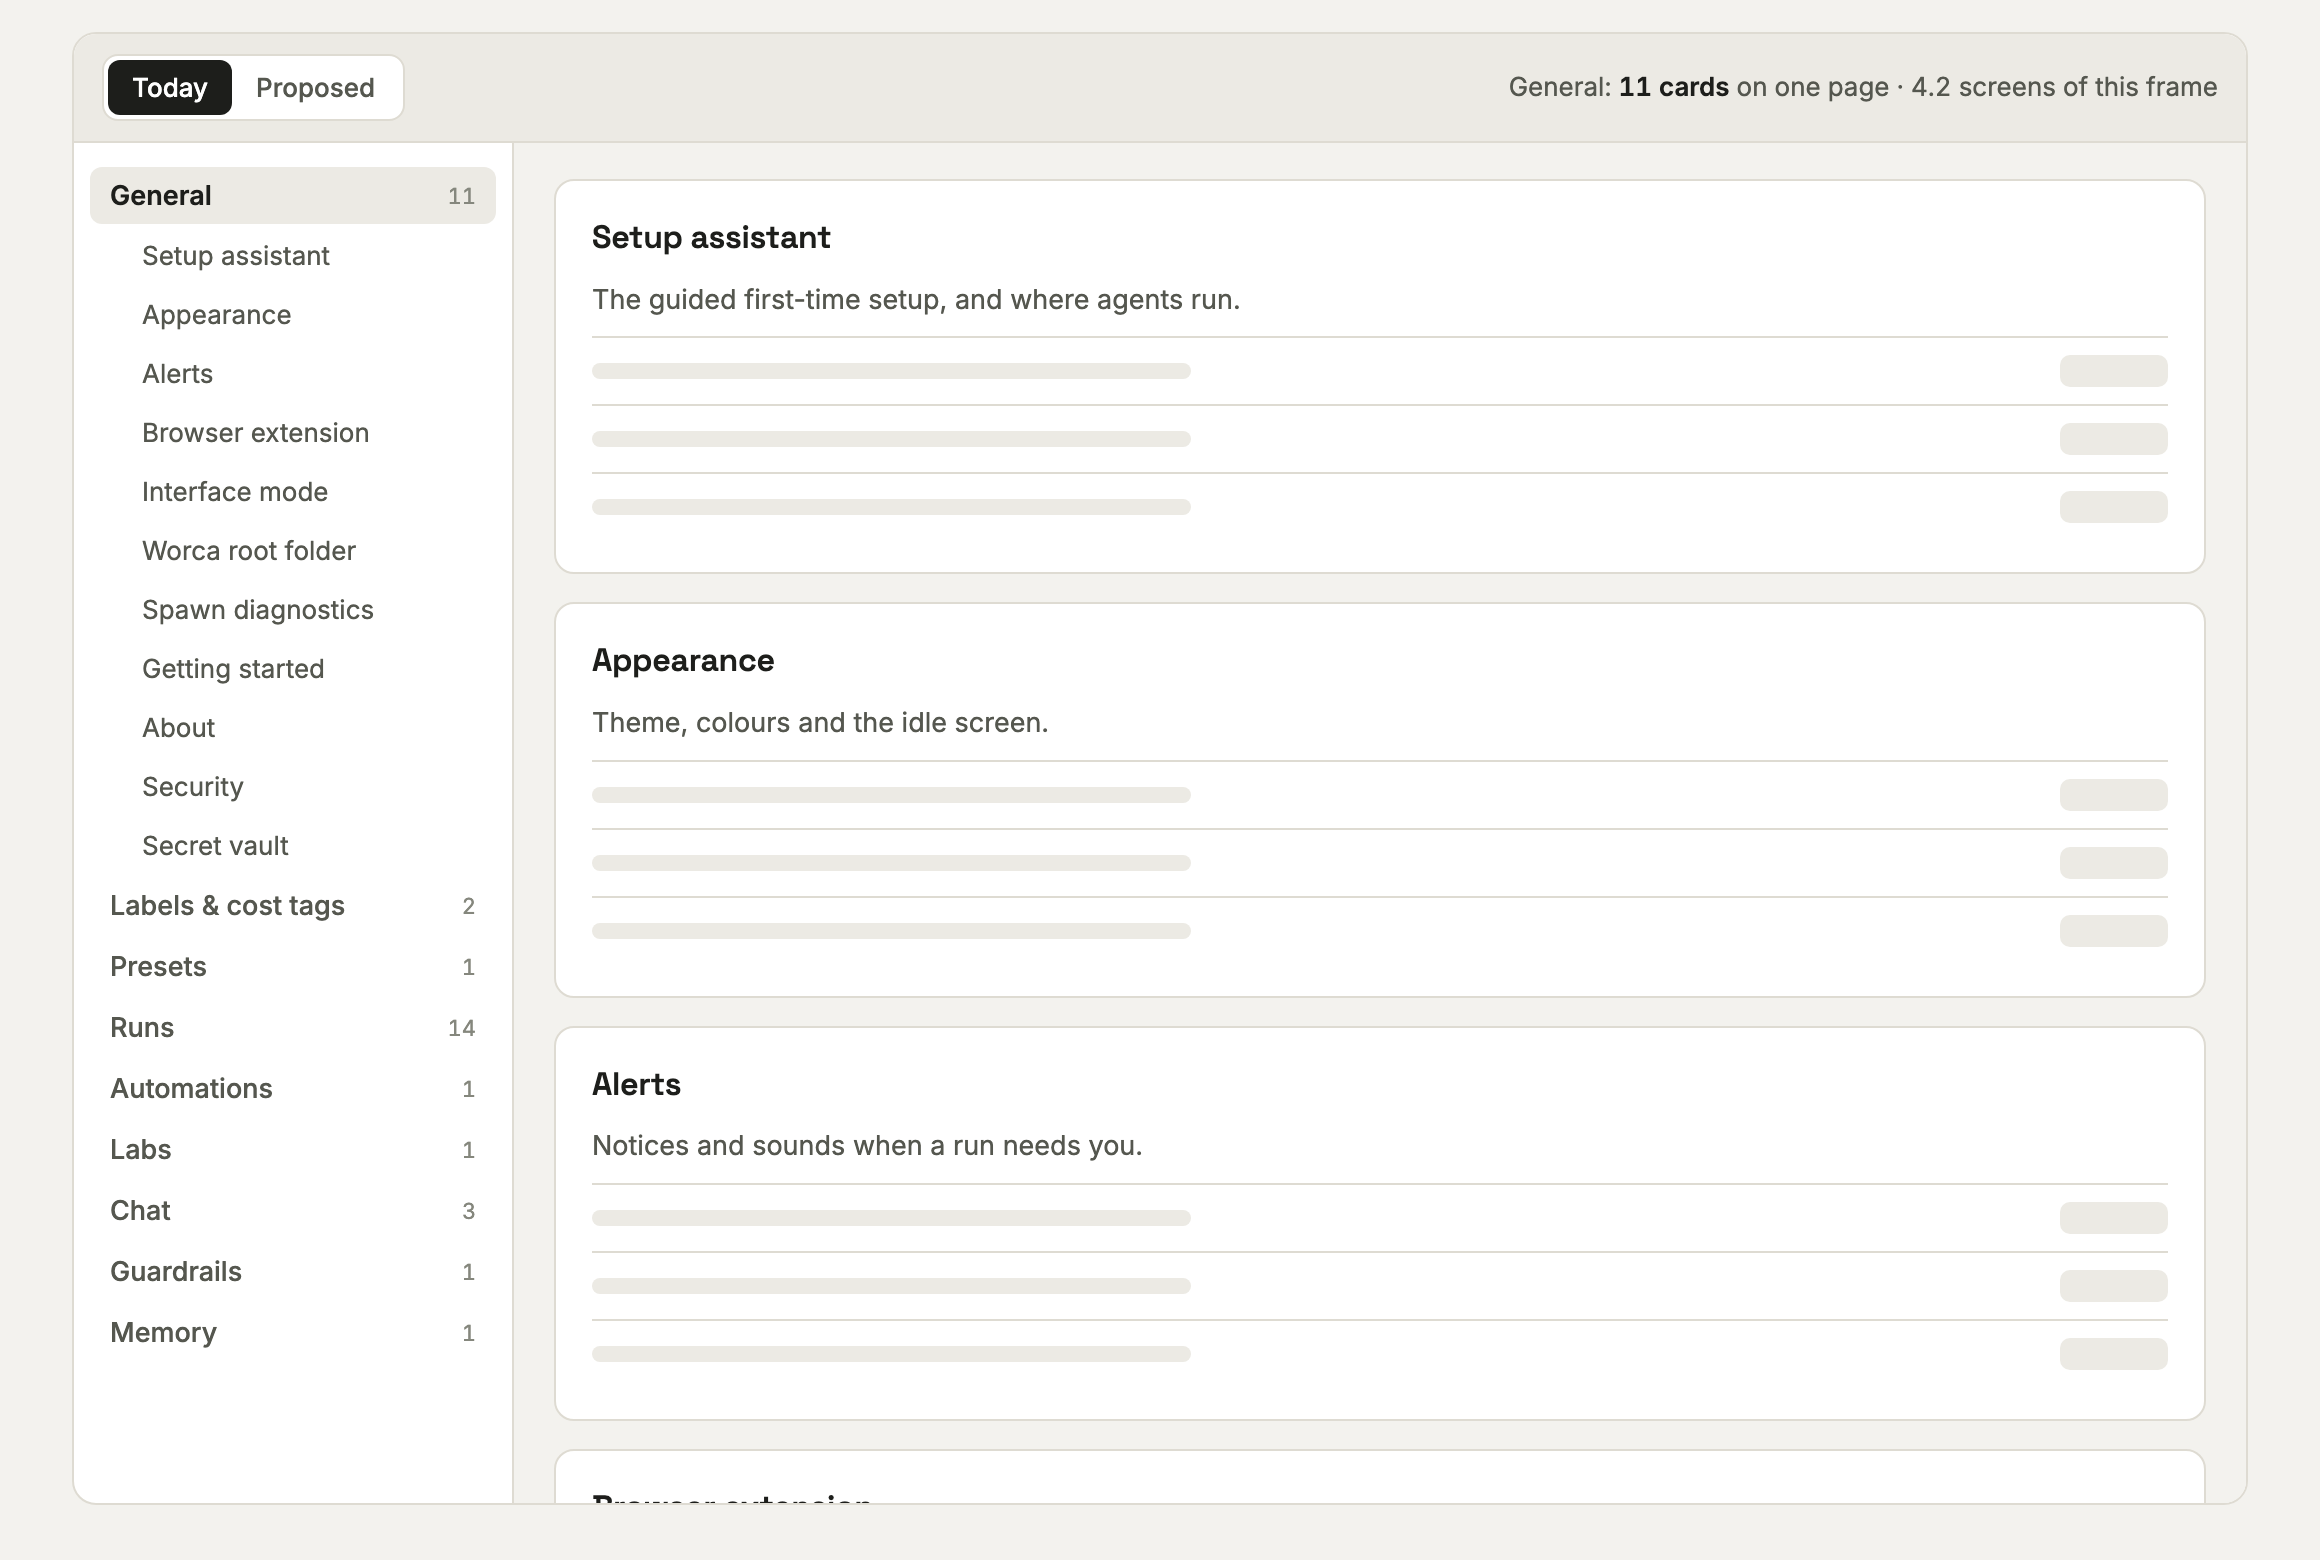 Today
Proposed
General: 11 cards on one page · 4.2 screens of this frame
General 11
Setup assistant
Appearance
Alerts
Browser extension
Interface mode
Worca root folder
Spawn diagnostics
Getting started
About
Security
Secret vault
Labels & cost tags 2
Presets 1
Runs 14
Automations 1
Labs 1
Chat 3
Guardrails 1
Memory 1
Setup assistant
The guided first-time setup, and where agents run.
Appearance
Theme, colours and the idle screen.
Alerts
Notices and sounds when a run needs you.
Browser extension